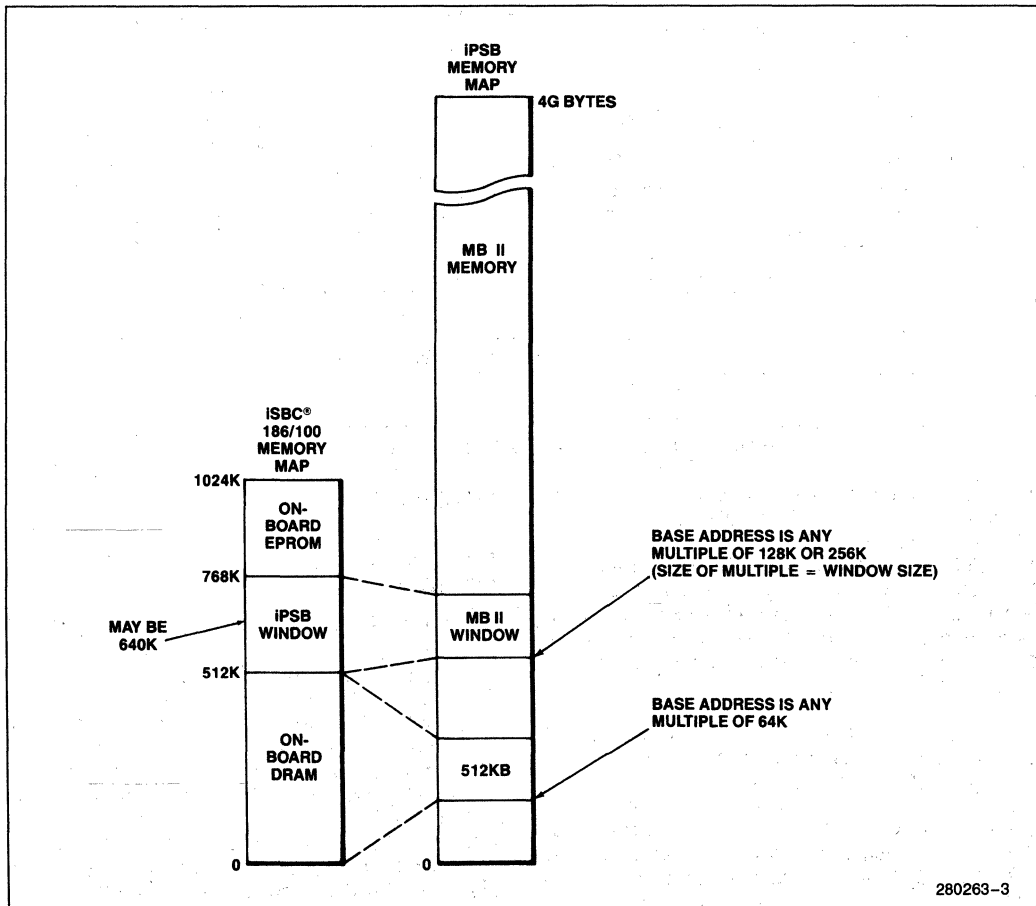 iPSB
MEMORY
MAP
4G BYTES
MB II
MEMORY
iSBC®
186/100
MEMORY
MAP
1024K
ON-
BOARD
EPROM
768K
iPSB
WINDOW
MAY BE
640K
512K
ON-
BOARD
DRAM
0
MB II
WINDOW
512KB
0
BASE ADDRESS IS ANY
MULTIPLE OF 128K OR 256K
(SIZE OF MULTIPLE = WINDOW SIZE)
BASE ADDRESS IS ANY
MULTIPLE OF 64K
280263-3